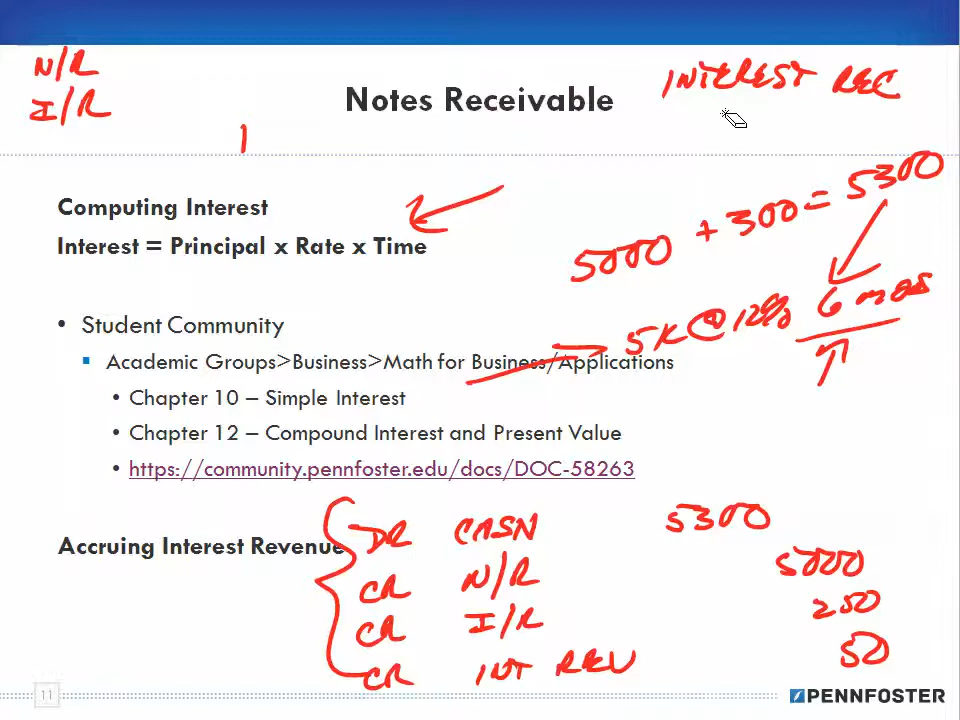 N/R
I/R
Notes Receivable
INTEREST REC
Computing Interest
Interest = Principal x Rate x Time
5000 + 300 = 5300
5K @ 12% 6 mos
• Student Community
▪ Academic Groups>Business>Math for Business/Applications
• Chapter 10 – Simple Interest
• Chapter 12 – Compound Interest and Present Value
• https://community.pennfoster.edu/docs/DOC-58263
Accruing Interest Revenue
DR CASH 5300
CR N/R 5000
CR I/R 250
CR INT REV 50
11
PENNFOSTER